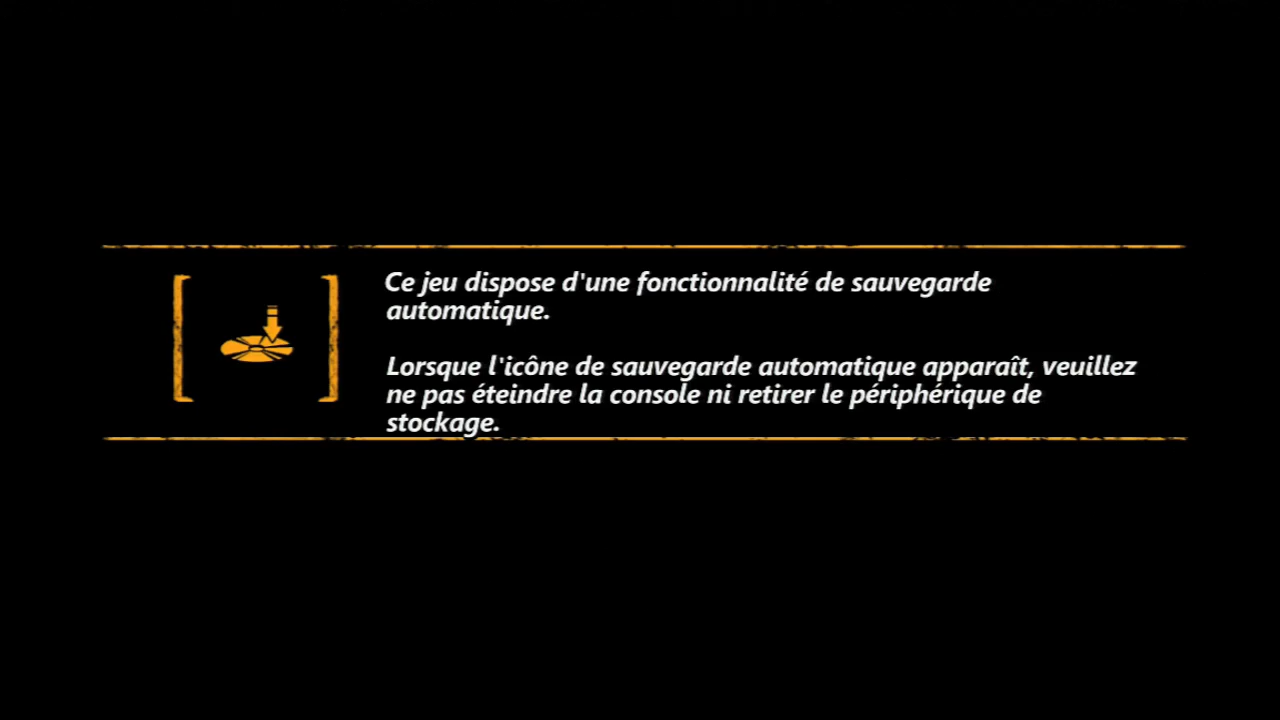 Ce jeu dispose d'une fonctionnalité de sauvegarde
automatique.
Lorsque l'icône de sauvegarde automatique apparaît, veuillez
ne pas éteindre la console ni retirer le périphérique de
stockage.